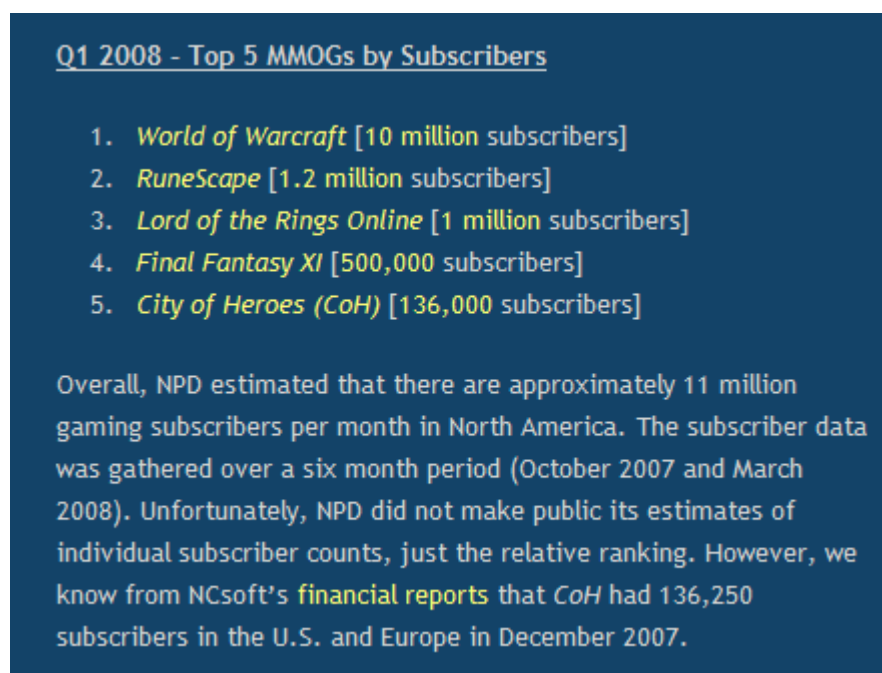 Q1 2008 - Top 5 MMOGs by Subscribers
1. World of Warcraft [10 million subscribers]
2. RuneScape [1.2 million subscribers]
3. Lord of the Rings Online [1 million subscribers]
4. Final Fantasy XI [500,000 subscribers]
5. City of Heroes (CoH) [136,000 subscribers]
Overall, NPD estimated that there are approximately 11 million
gaming subscribers per month in North America. The subscriber data
was gathered over a six month period (October 2007 and March
2008). Unfortunately, NPD did not make public its estimates of
individual subscriber counts, just the relative ranking. However, we
know from NCsoft’s financial reports that CoH had 136,250
subscribers in the U.S. and Europe in December 2007.